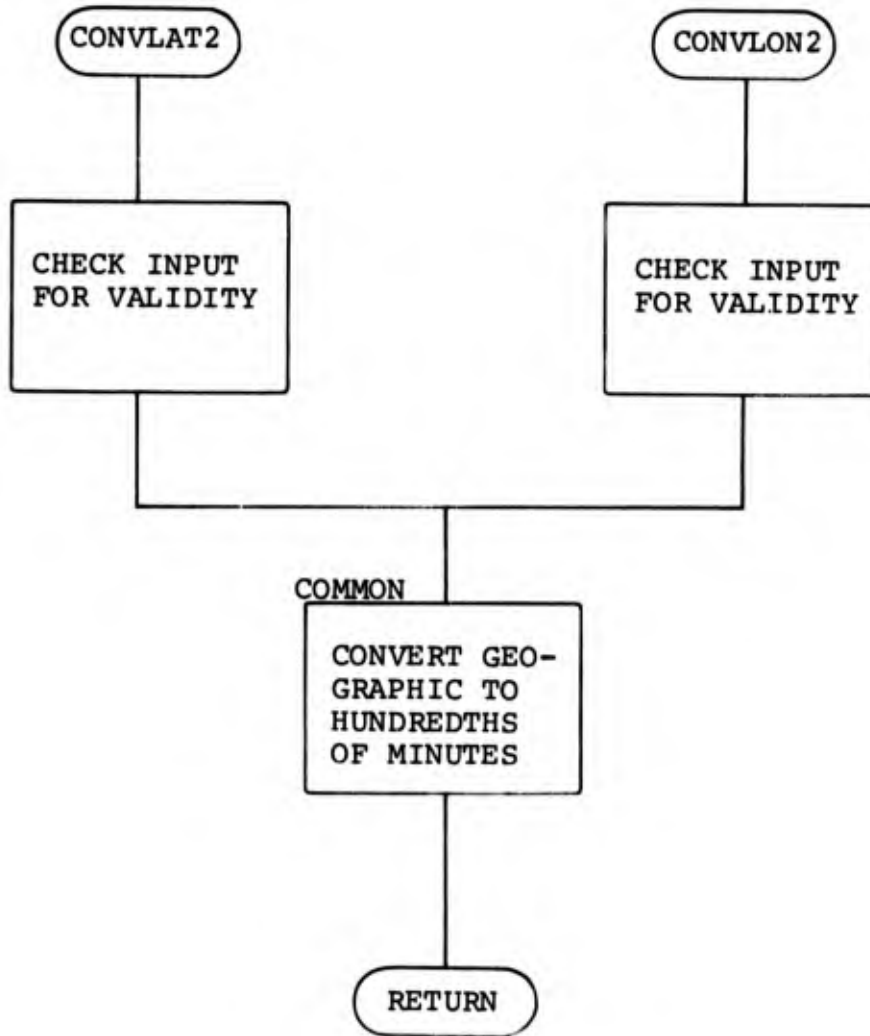 CONVLAT2
CONVLON2
CHECK INPUT
FOR VALIDITY
CHECK INPUT
FOR VALIDITY
COMMON
CONVERT GEO-
GRAPHIC TO
HUNDREDTHS
OF MINUTES
RETURN